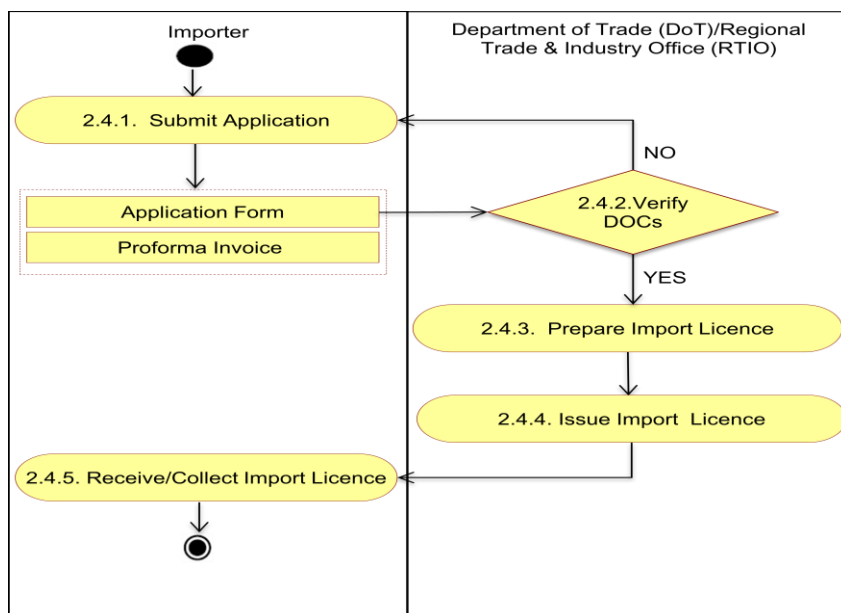 Importer
Department of Trade (DoT)/Regional
Trade & Industry Office (RTIO)
2.4.1. Submit Application
NO
Application Form
Proforma Invoice
2.4.2.Verify
DOCs
YES
2.4.3. Prepare Import Licence
2.4.4. Issue Import Licence
2.4.5. Receive/Collect Import Licence